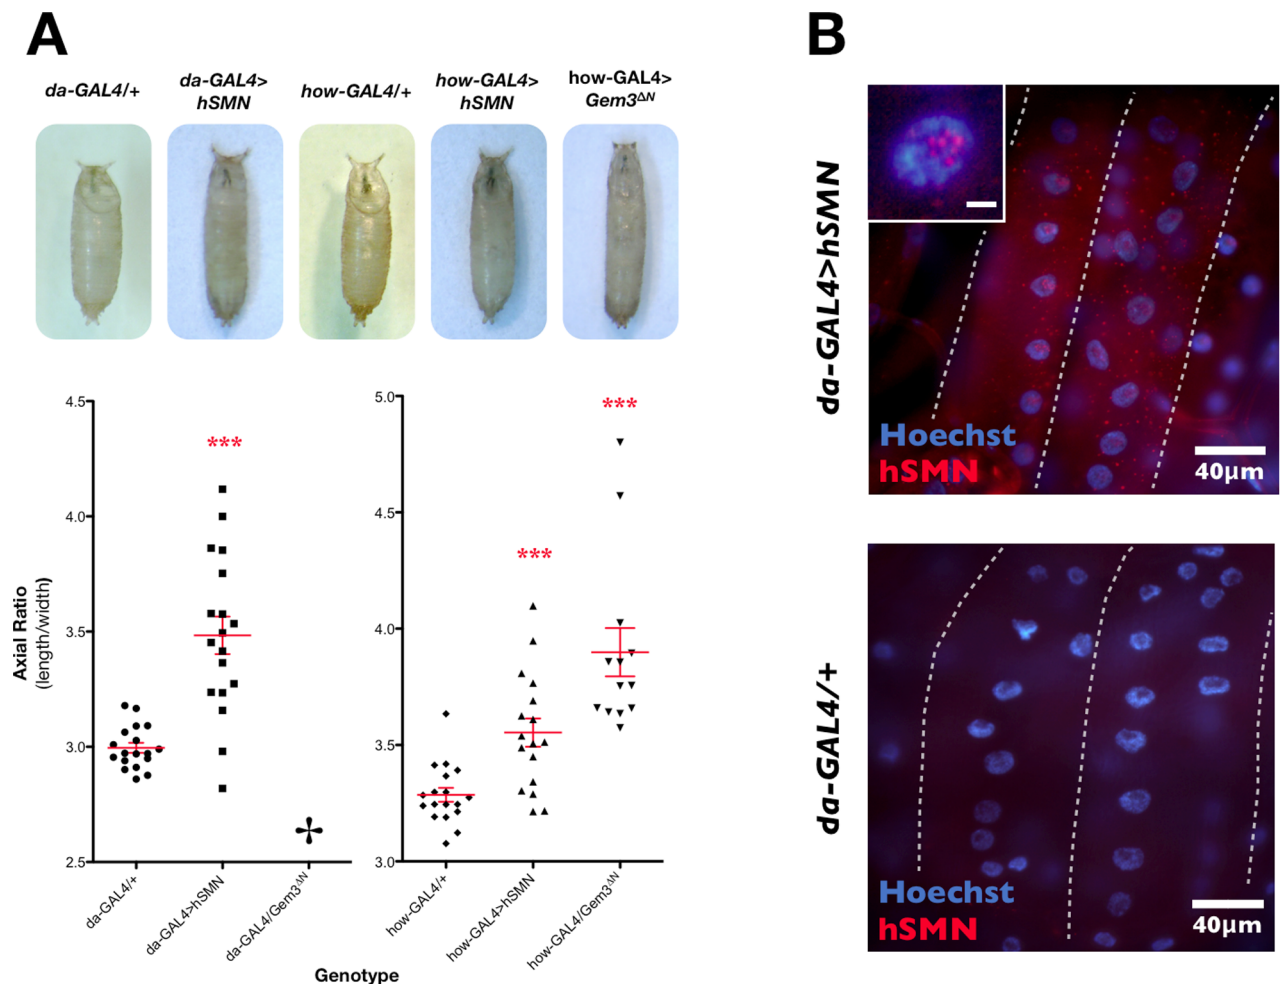 A
B
da-GAL4/+
da-GAL4>
hSMN
how-GAL4/+
how-GAL4>
hSMN
how-GAL4>
Gem3ΔN
4.5
4.0
3.5
3.0
2.5
***
Axial Ratio
(length/width)
da-GAL4/+
da-GAL4>hSMN
da-GAL4/Gem3ΔN
5.0
4.5
4.0
3.5
3.0
***
***
how-GAL4/+
how-GAL4>hSMN
how-GAL4/Gem3ΔN
Genotype
da-GAL4>hSMN
Hoechst
hSMN
40μm
da-GAL4/+
Hoechst
hSMN
40μm